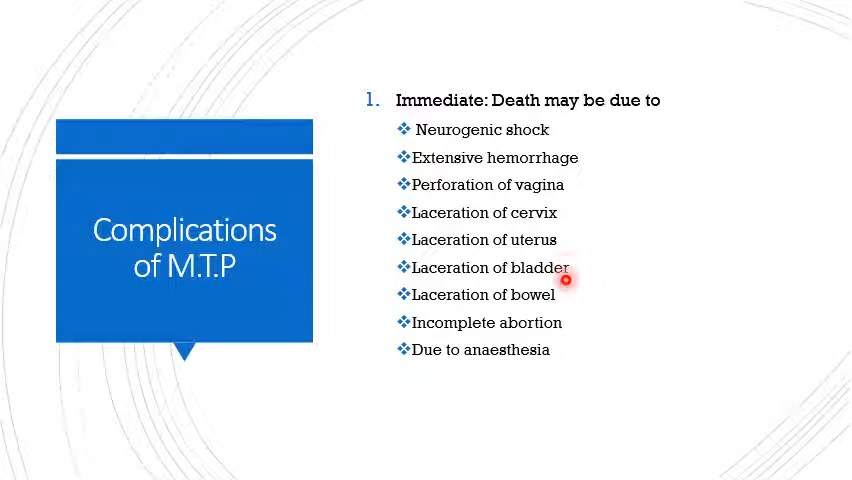 Complications
of M.T.P
1. Immediate: Death may be due to
❖ Neurogenic shock
❖Extensive hemorrhage
❖Perforation of vagina
❖Laceration of cervix
❖Laceration of uterus
❖Laceration of bladder
❖Laceration of bowel
❖Incomplete abortion
❖Due to anaesthesia